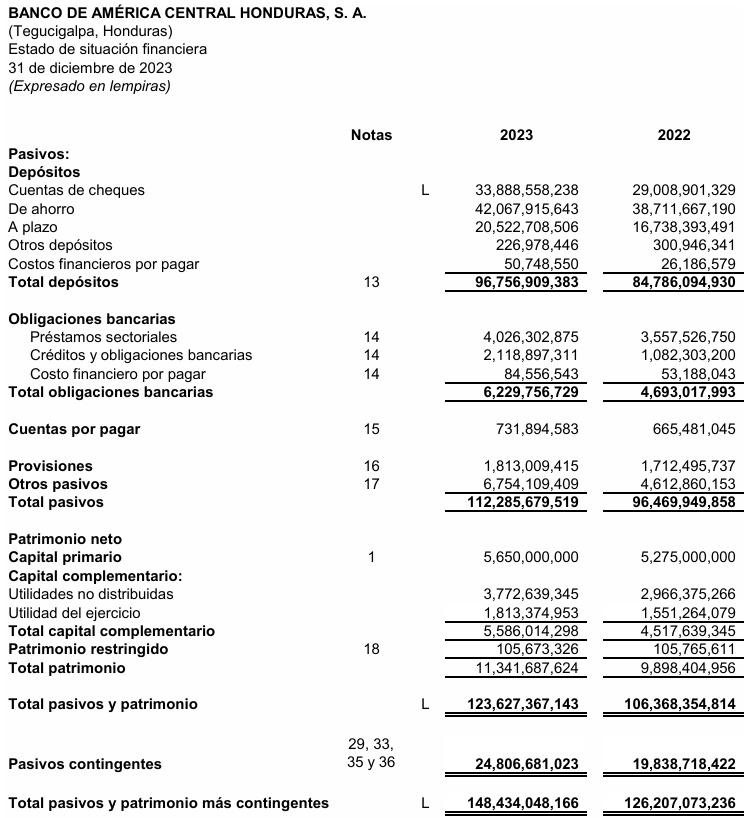 BANCO DE AMÉRICA CENTRAL HONDURAS, S. A.
(Tegucigalpa, Honduras)
Estado de situación financiera
31 de diciembre de 2023
(Expresado en lempiras)
Notas 2023 2022
Pasivos:
Depósitos
Cuentas de cheques L 33,888,558,238 29,008,901,329
De ahorro 42,067,915,643 38,711,667,190
A plazo 20,522,708,506 16,738,393,491
Otros depósitos 226,978,446 300,946,341
Costos financieros por pagar 50,748,550 26,186,579
Total depósitos 13 96,756,909,383 84,786,094,930
Obligaciones bancarias
Préstamos sectoriales 14 4,026,302,875 3,557,526,750
Créditos y obligaciones bancarias 14 2,118,897,311 1,082,303,200
Costo financiero por pagar 14 84,556,543 53,188,043
Total obligaciones bancarias 6,229,756,729 4,693,017,993
Cuentas por pagar 15 731,894,583 665,481,045
Provisiones 16 1,813,009,415 1,712,495,737
Otros pasivos 17 6,754,109,409 4,612,860,153
Total pasivos 112,285,679,519 96,469,949,858
Patrimonio neto
Capital primario 1 5,650,000,000 5,275,000,000
Capital complementario:
Utilidades no distribuidas 3,772,639,345 2,966,375,266
Utilidad del ejercicio 1,813,374,953 1,551,264,079
Total capital complementario 5,586,014,298 4,517,639,345
Patrimonio restringido 18 105,673,326 105,765,611
Total patrimonio 11,341,687,624 9,898,404,956
Total pasivos y patrimonio L 123,627,367,143 106,368,354,814
29, 33,
Pasivos contingentes 35 y 36 24,806,681,023 19,838,718,422
Total pasivos y patrimonio más contingentes L 148,434,048,166 126,207,073,236